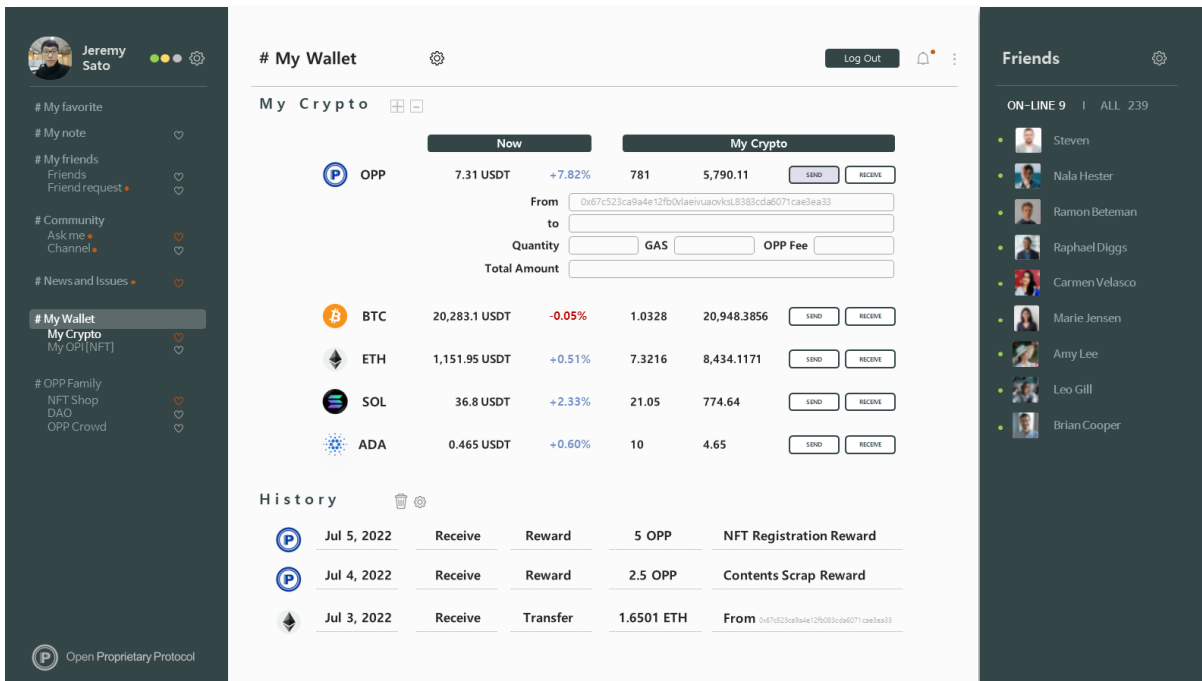 Jeremy
Sato
# My favorite
# My note
# My friends
Friends
Friend request
# Community
Ask me
Channel
# News and Issues
# My Wallet
My Crypto
My OPI [NFT]
# OPP Family
NFT Shop
DAO
OPP Crowd
Open Proprietary Protocol
# My Wallet
Log Out
My Crypto
Now My Crypto
OPP 7.31 USDT +7.82% 781 5,790.11 SEND RECEIVE
From
to
Quantity GAS OPP Fee
Total Amount
BTC 20,283.1 USDT -0.05% 1.0328 20,948.3856 SEND RECEIVE
ETH 1,151.95 USDT +0.51% 7.3216 8,434.1171 SEND RECEIVE
SOL 36.8 USDT +2.33% 21.05 774.64 SEND RECEIVE
ADA 0.465 USDT +0.60% 10 4.65 SEND RECEIVE
History
Jul 5, 2022 Receive Reward 5 OPP NFT Registration Reward
Jul 4, 2022 Receive Reward 2.5 OPP Contents Scrap Reward
Jul 3, 2022 Receive Transfer 1.6501 ETH From
Friends
ON-LINE 9 I ALL 239
Steven
Nala Hester
Ramon Beteman
Raphael Diggs
Carmen Velasco
Marie Jensen
Amy Lee
Leo Gill
Brian Cooper